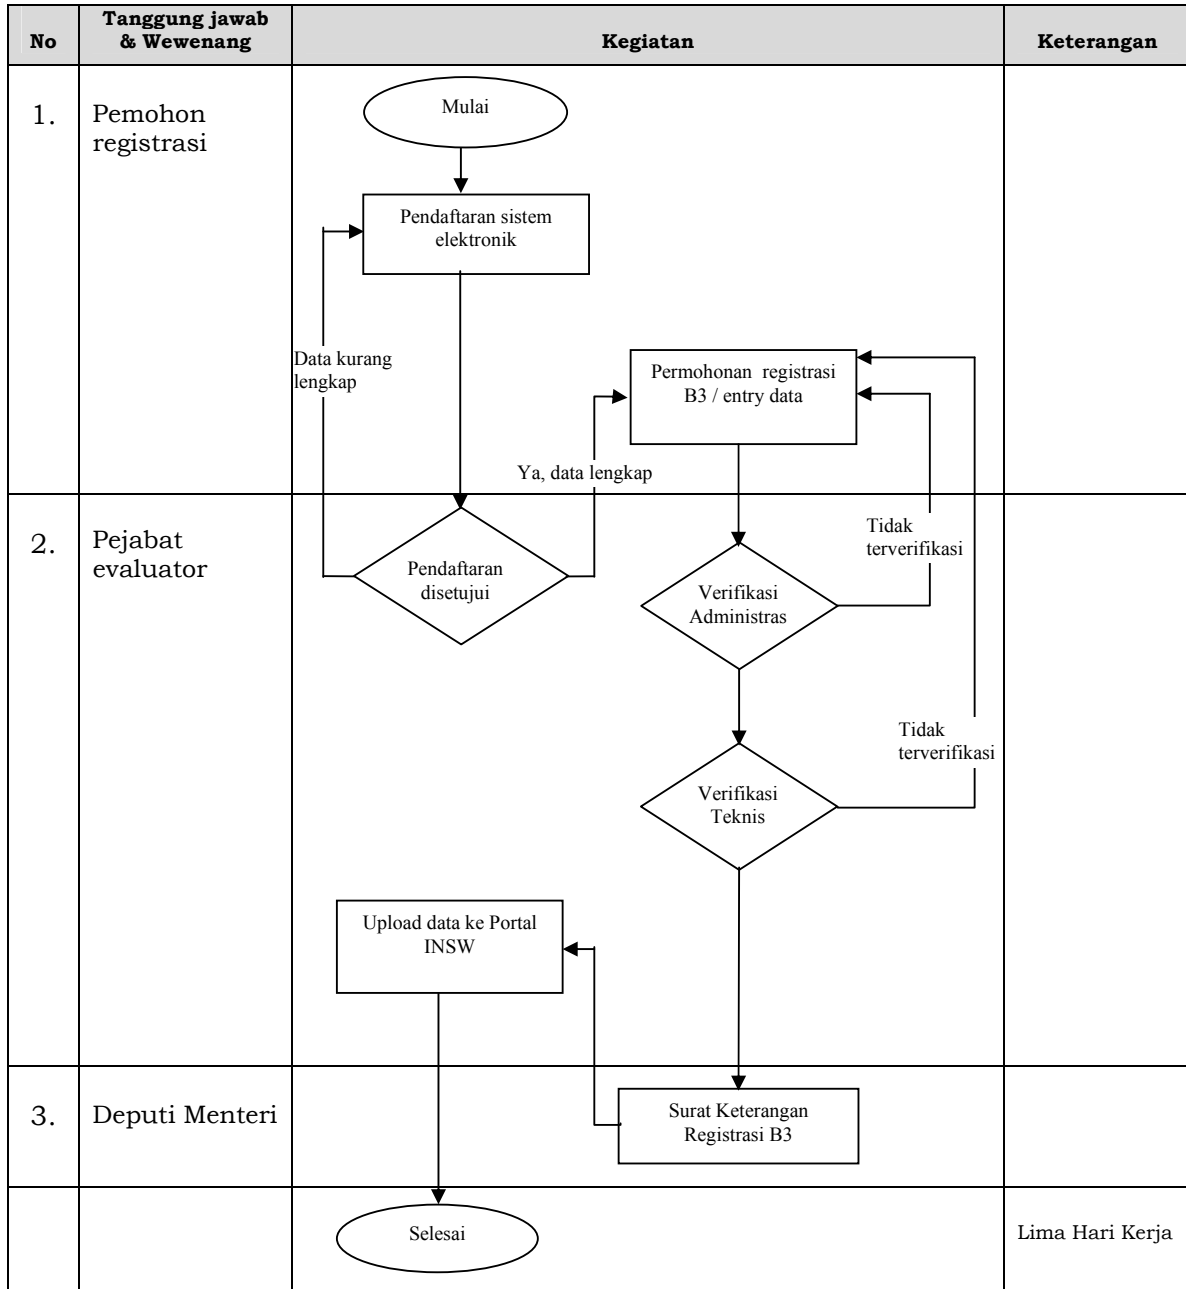 No
Tanggung jawab
& Wewenang
Kegiatan
Keterangan
1.
Pemohon
registrasi
Mulai
Pendaftaran sistem
elektronik
Data kurang
lengkap
Permohonan registrasi
B3 / entry data
Ya, data lengkap
2.
Pejabat
evaluator
Pendaftaran
disetujui
Tidak
terverifikasi
Verifikasi
Administras
Tidak
terverifikasi
Verifikasi
Teknis
Upload data ke Portal
INSW
3.
Deputi Menteri
Surat Keterangan
Registrasi B3
Selesai
Lima Hari Kerja